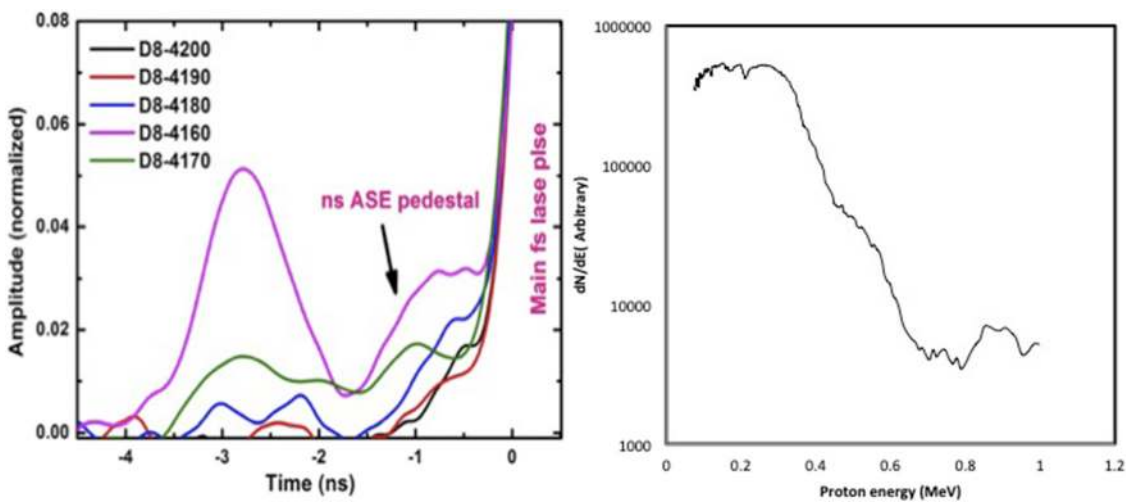 0.08
0.06
0.04
0.02
0.00
Amplitude (normalized)
D8-4200
D8-4190
D8-4180
D8-4160
D8-4170
ns ASE pedestal
Main fs lase plse
-4
-3
-2
-1
0
Time (ns)
1000000
100000
10000
1000
dN/dE( Arbitrary)
0
0.2
0.4
0.6
0.8
1
1.2
Proton energy (MeV)